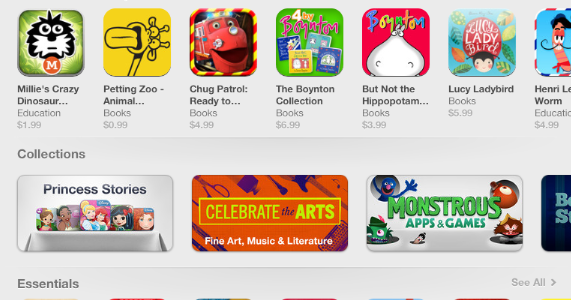 4
Boynton
Boynton
LUCY
LADY
BIRD
M
Millie's Crazy Dinosaur...
Education
$1.99
Petting Zoo - Animal...
Books
$0.99
Chug Patrol: Ready to...
Books
$4.99
The Boynton Collection
Books
$6.99
But Not the Hippopotam...
Books
$3.99
Lucy Ladybird
Books
$5.99
Henri Le
Worm
Education
$4.99
Collections
Princess Stories
CELEBRATE the ARTS
Fine Art, Music & Literature
MONSTROUS
APPS & GAMES
Essentials
See All >